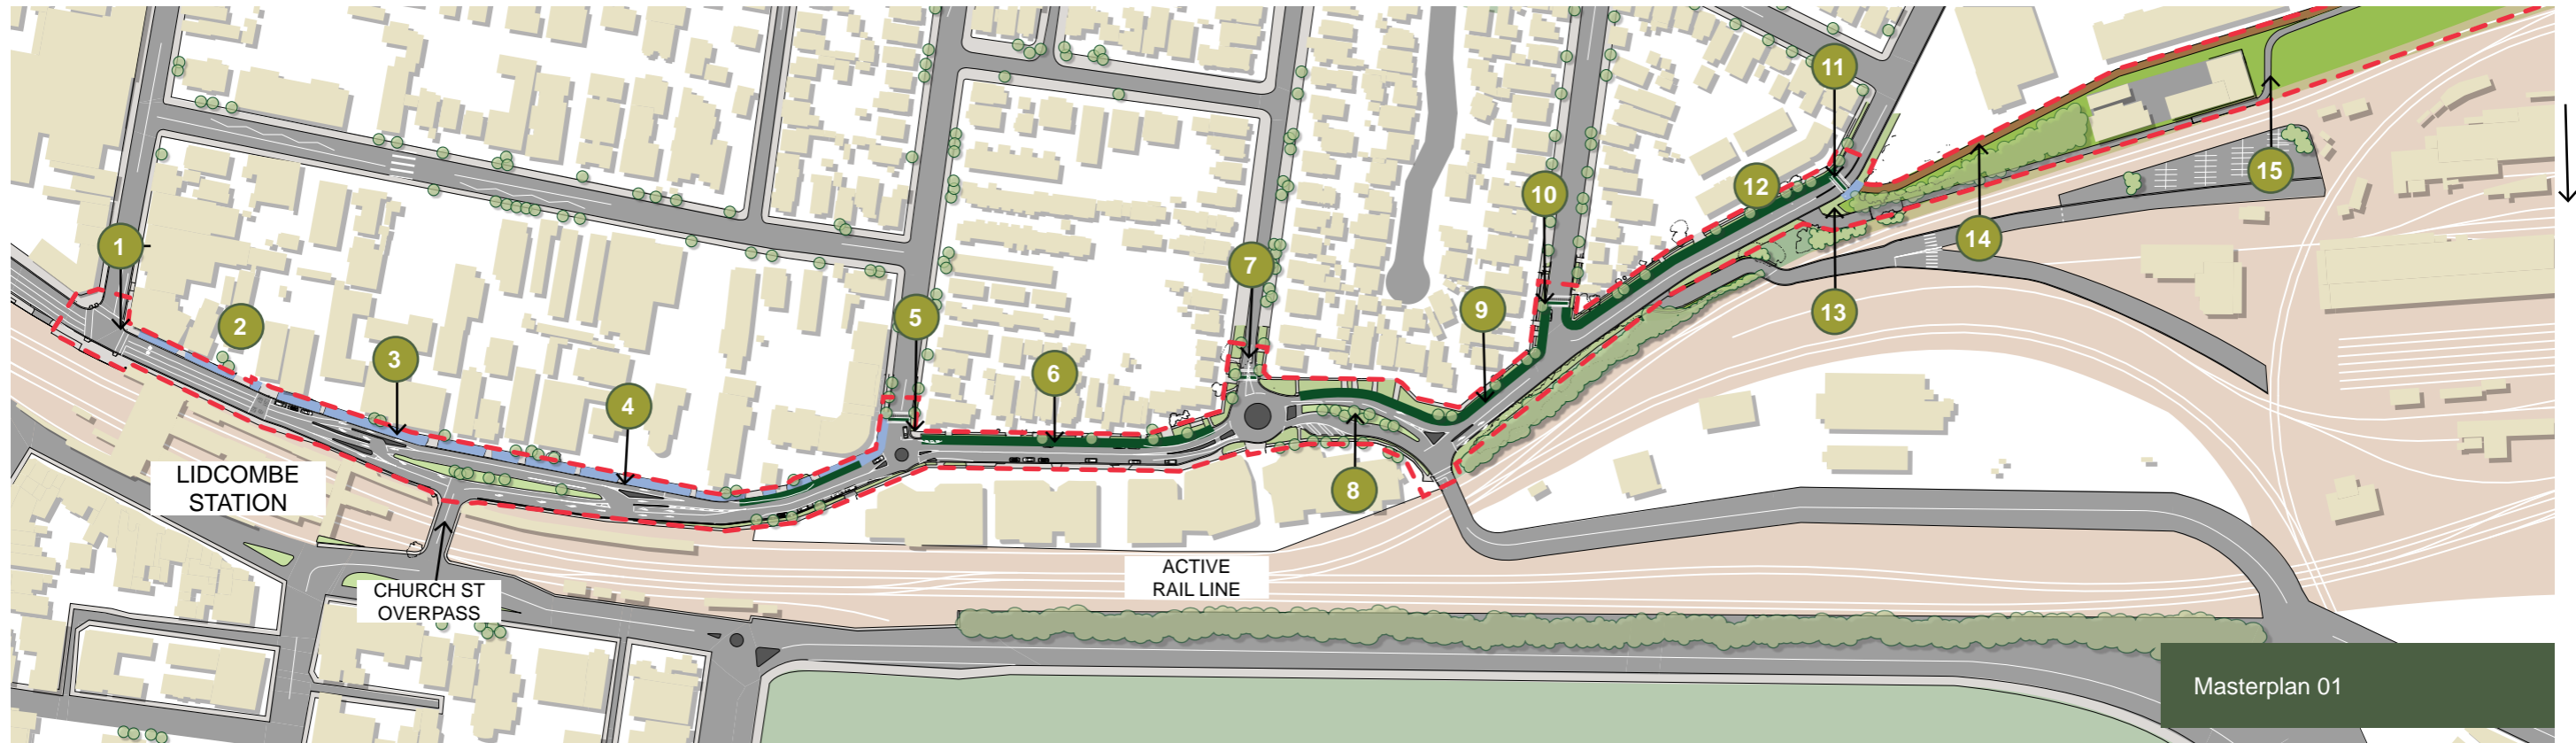 1
2
3
4
5
6
7
8
9
10
11
12
13
14
15
LIDCOMBE
STATION
CHURCH ST
OVERPASS
ACTIVE
RAIL LINE
Masterplan 01